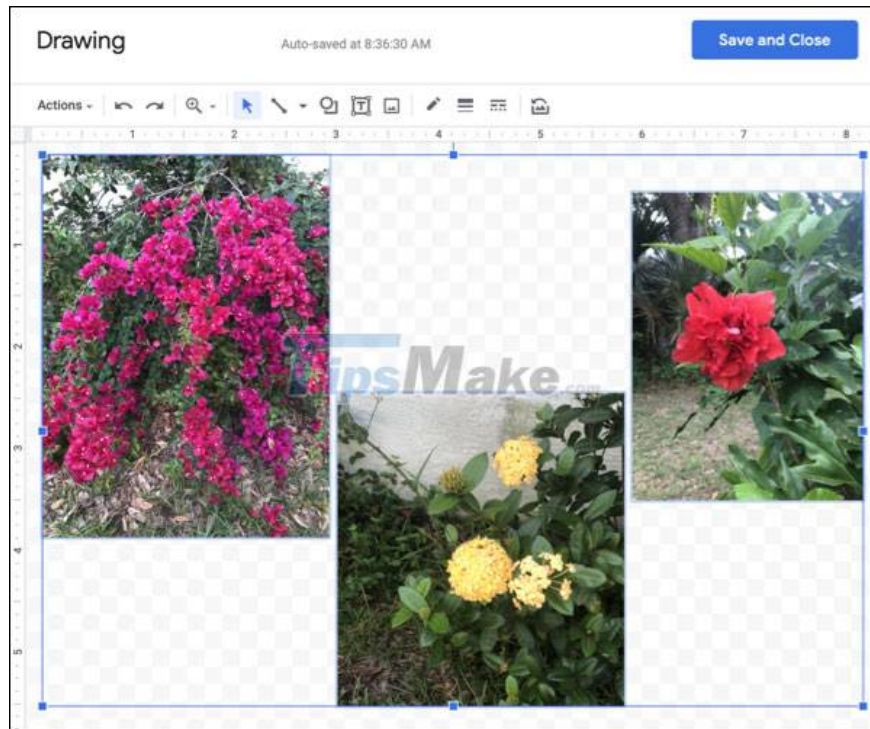 Drawing
Auto-saved at 8:36:30 AM
Save and Close
Actions
1 2 3 4 5 6 7 8
TipsMake.com
1
2
3
4
5